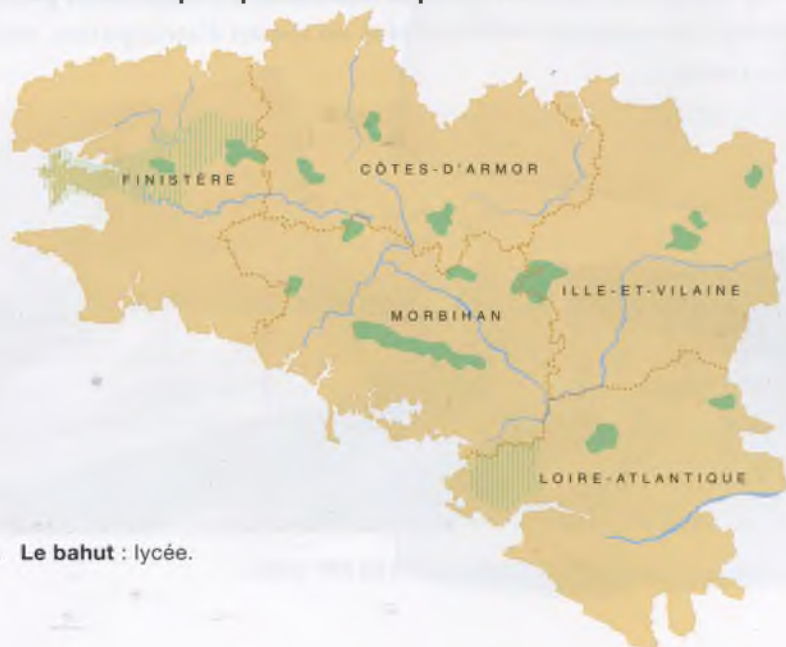 FINISTÈRE
CÔTES-D'ARMOR
ILLE-ET-VILAINE
MORBIHAN
LOIRE-ATLANTIQUE
Le bahut : lycée.